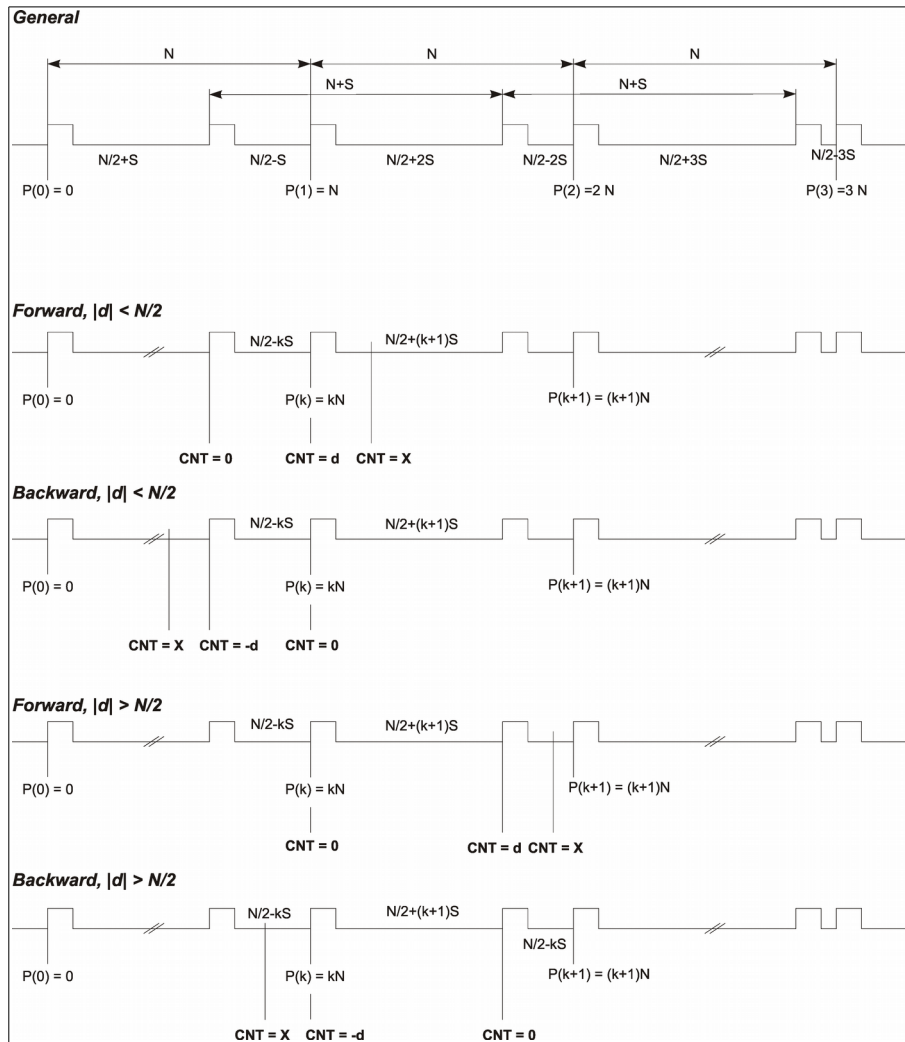 General
N N N
N+S N+S
N/2+S N/2-S N/2+2S N/2-2S N/2+3S N/2-3S
P(0) = 0 P(1) = N P(2) =2 N P(3) =3 N
Forward, |d| < N/2
N/2-kS N/2+(k+1)S
P(0) = 0 P(k) = kN P(k+1) = (k+1)N
CNT = 0 CNT = d CNT = X
Backward, |d| < N/2
N/2-kS N/2+(k+1)S
P(0) = 0 P(k) = kN P(k+1) = (k+1)N
CNT = X CNT = -d CNT = 0
Forward, |d| > N/2
N/2-kS N/2+(k+1)S
P(0) = 0 P(k) = kN P(k+1) = (k+1)N
CNT = 0 CNT = d CNT = X
Backward, |d| > N/2
N/2-kS N/2+(k+1)S
N/2-kS
P(0) = 0 P(k) = kN P(k+1) = (k+1)N
CNT = X CNT = -d CNT = 0